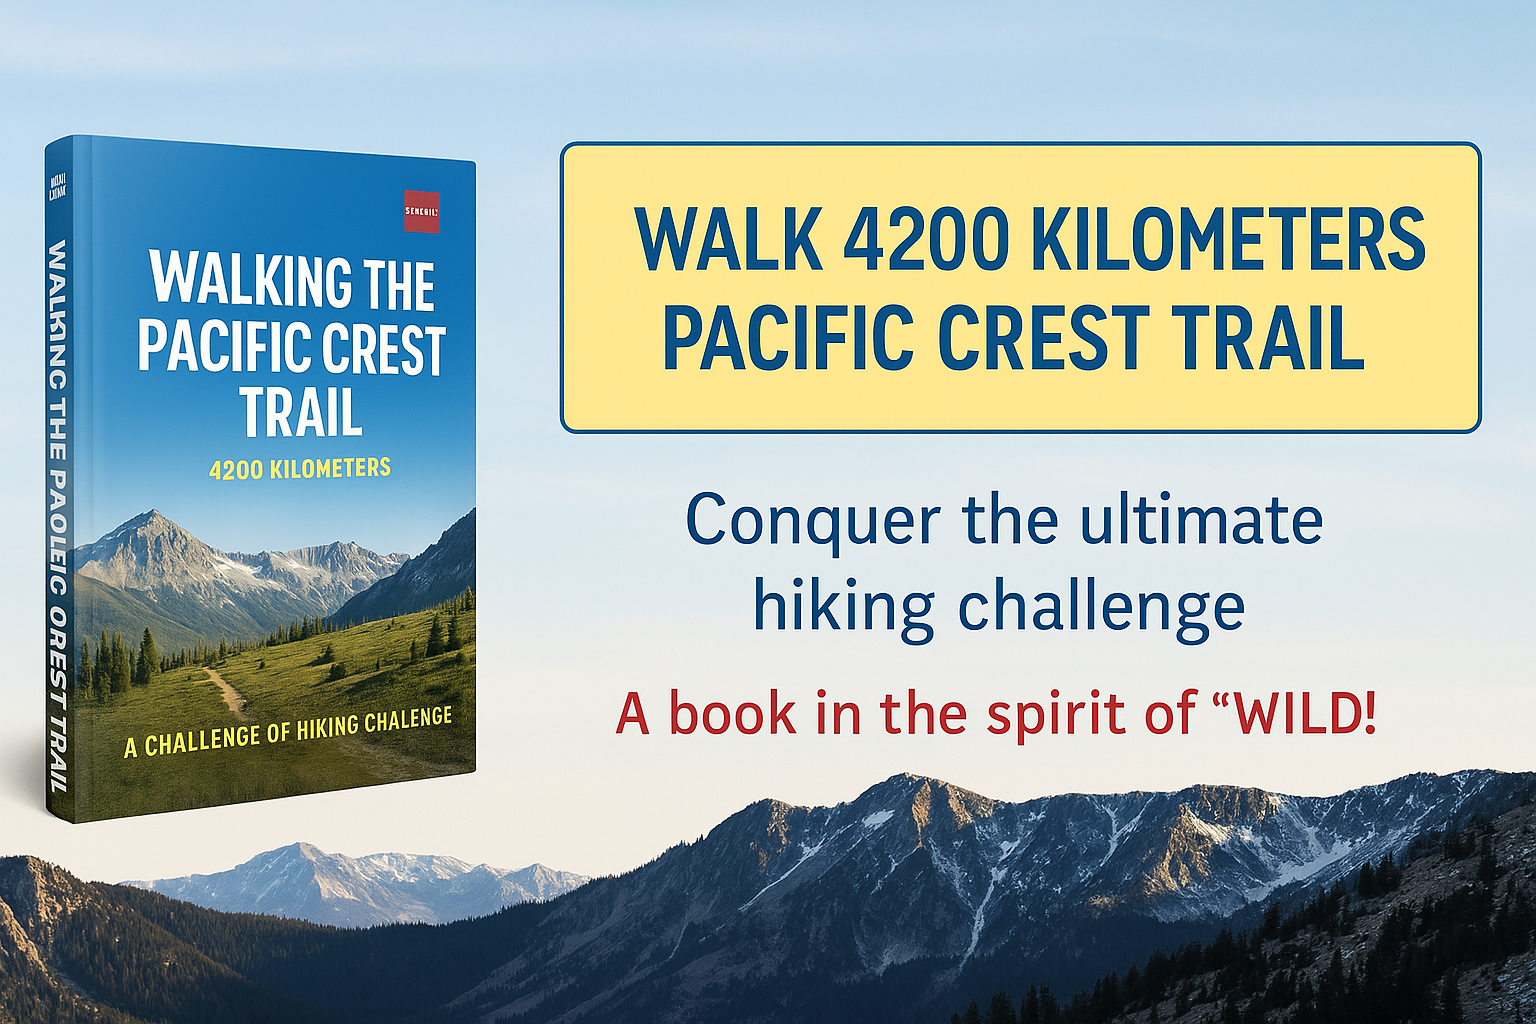 WALKING THE PAOLEIC OREST TRAIL
WALKING THE
PACIFIC CREST
TRAIL
4200 KILOMETERS
A CHALLENGE OF HIKING CHALENGE
WALK 4200 KILOMETERS
PACIFIC CREST TRAIL
Conquer the ultimate
hiking challenge
A book in the spirit of “WILD!